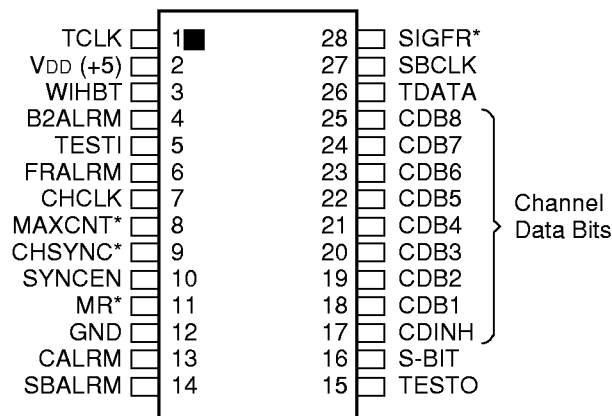 TCLK 1 28 SIGFR*
VDD (+5) 2 27 SBCLK
WIHBT 3 26 TDATA
B2ALRM 4 25 CDB8
TESTI 5 24 CDB7
FRALRM 6 23 CDB6
CHCLK 7 22 CDB5
MAXCNT* 8 21 CDB4
CHSYNC* 9 20 CDB3
SYNCEN 10 19 CDB2
MR* 11 18 CDB1
GND 12 17 CDINH
CALRM 13 16 S-BIT
SBALRM 14 15 TESTO
Channel
Data Bits